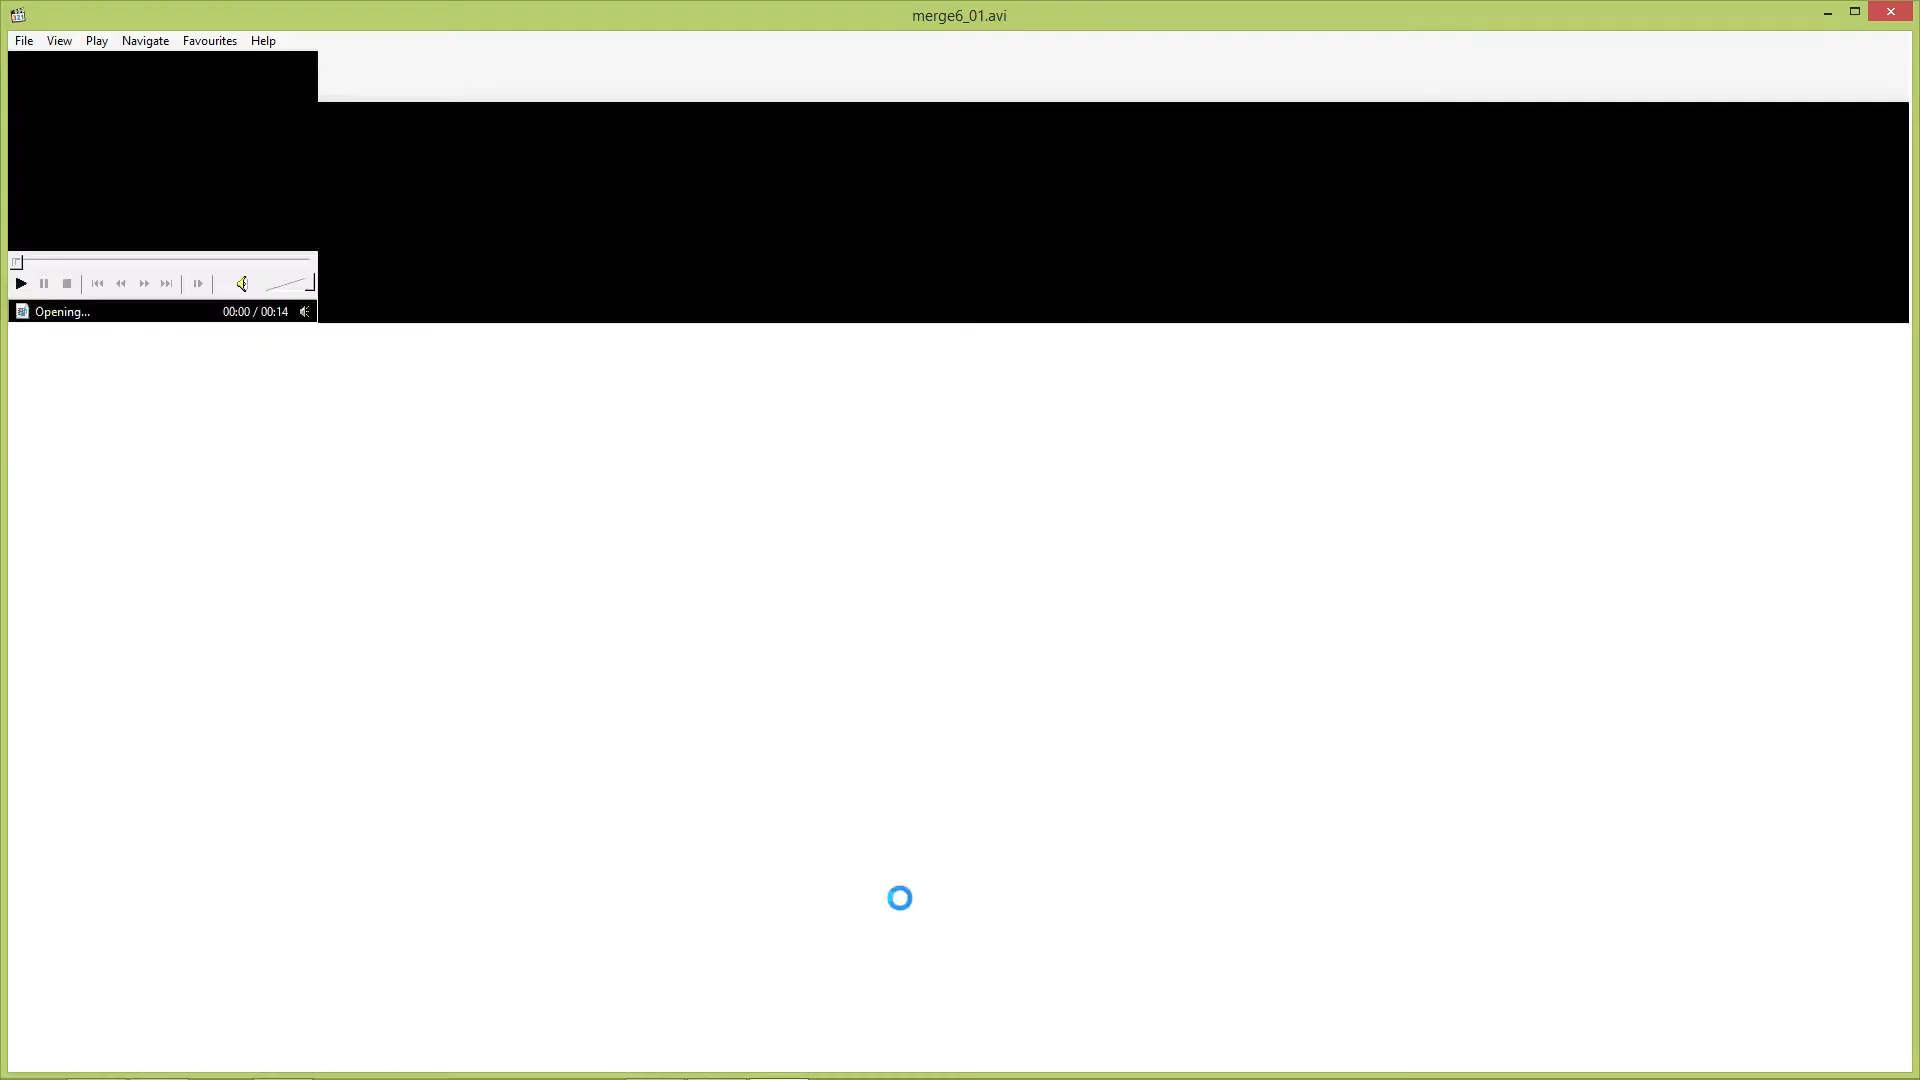 merge6_01.avi
File View Play Navigate Favourites Help
Opening... 00:00 / 00:14